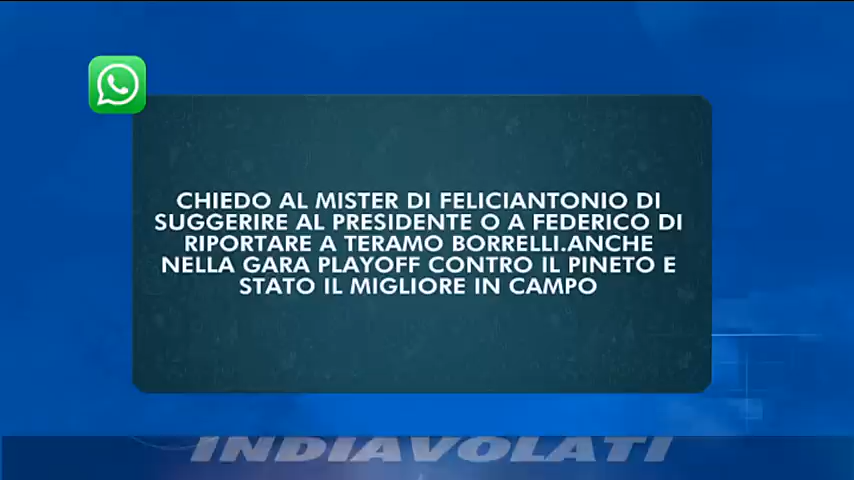 CHIEDO AL MISTER DI FELICIANTONIO DI
SUGGERIRE AL PRESIDENTE O A FEDERICO DI
RIPORTARE A TERAMO BORRELLI.ANCHE
NELLA GARA PLAYOFF CONTRO IL PINETO E
STATO IL MIGLIORE IN CAMPO
INDIAVOLATI